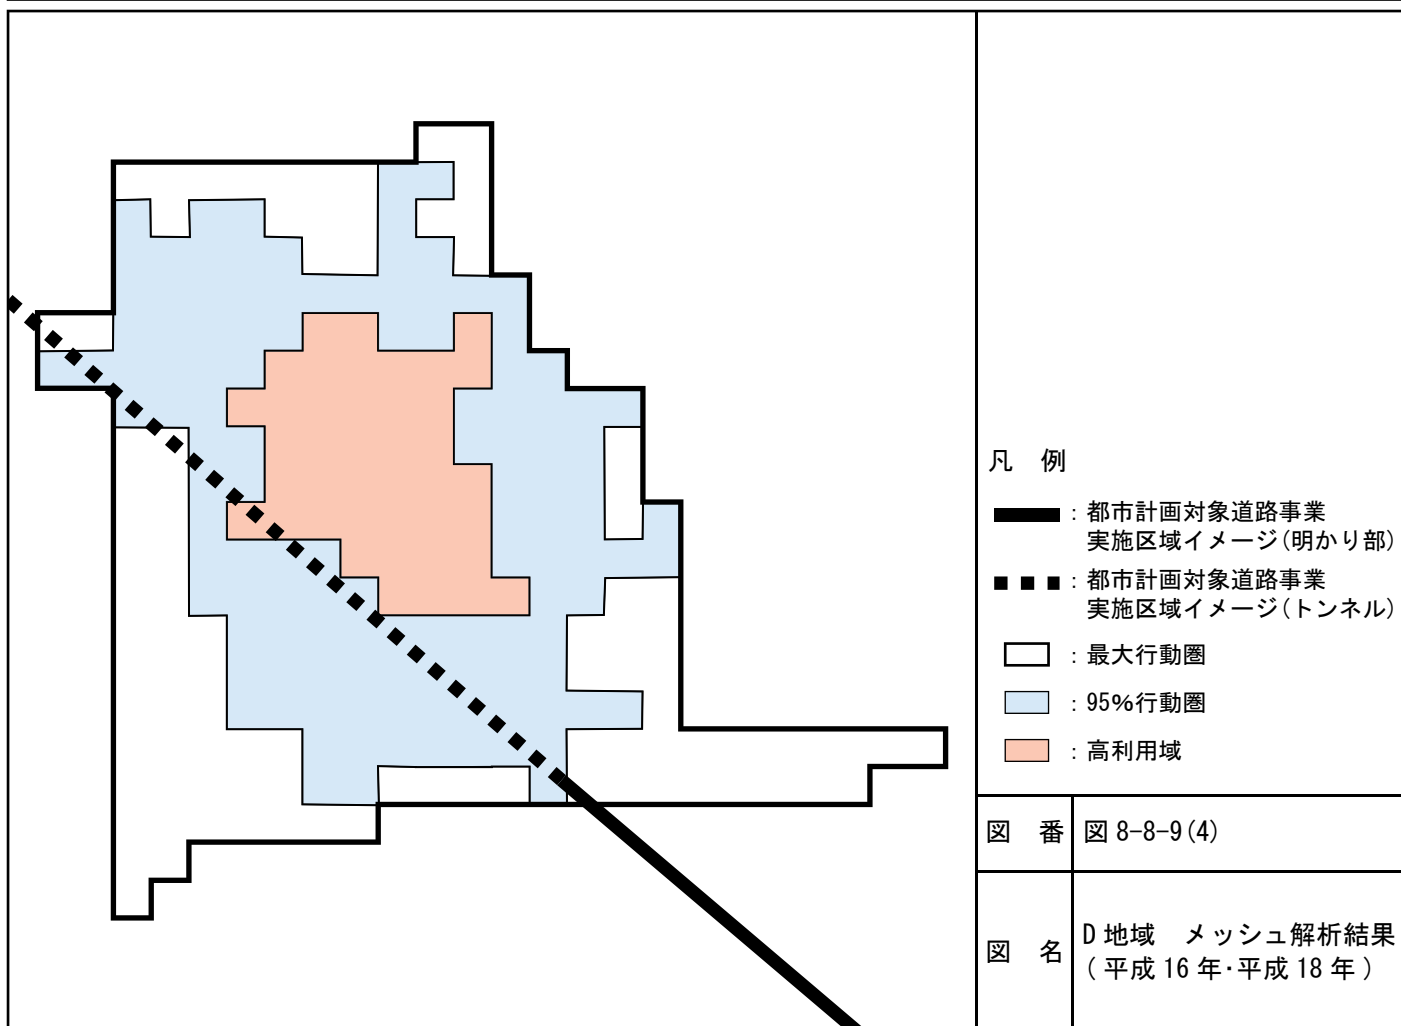 凡　例
：都市計画対象道路事業
実施区域イメージ(明かり部)
：都市計画対象道路事業
実施区域イメージ(トンネル)
：最大行動圏
：95%行動圏
：高利用域
図　番　図 8-8-9(4)
図　名　D 地域　メッシュ解析結果
( 平成 16 年･平成 18 年 )